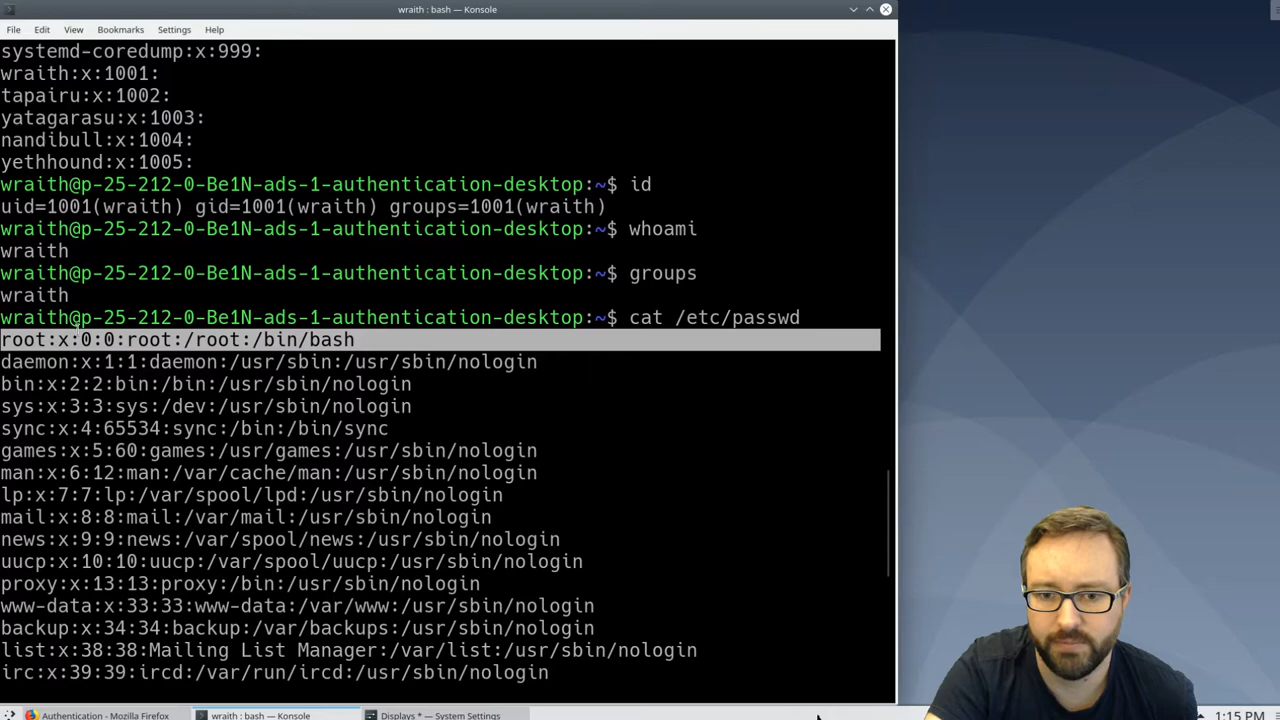 wraith : bash — Konsole
File Edit View Bookmarks Settings Help
systemd-coredump:x:999:
wraith:x:1001:
tapairu:x:1002:
yatagarasu:x:1003:
nandibull:x:1004:
yethhound:x:1005:
wraith@p-25-212-0-Be1N-ads-1-authentication-desktop:~$ id
uid=1001(wraith) gid=1001(wraith) groups=1001(wraith)
wraith@p-25-212-0-Be1N-ads-1-authentication-desktop:~$ whoami
wraith
wraith@p-25-212-0-Be1N-ads-1-authentication-desktop:~$ groups
wraith
wraith@p-25-212-0-Be1N-ads-1-authentication-desktop:~$ cat /etc/passwd
root:x:0:0:root:/root:/bin/bash
daemon:x:1:1:daemon:/usr/sbin:/usr/sbin/nologin
bin:x:2:2:bin:/bin:/usr/sbin/nologin
sys:x:3:3:sys:/dev:/usr/sbin/nologin
sync:x:4:65534:sync:/bin:/bin/sync
games:x:5:60:games:/usr/games:/usr/sbin/nologin
man:x:6:12:man:/var/cache/man:/usr/sbin/nologin
lp:x:7:7:lp:/var/spool/lpd:/usr/sbin/nologin
mail:x:8:8:mail:/var/mail:/usr/sbin/nologin
news:x:9:9:news:/var/spool/news:/usr/sbin/nologin
uucp:x:10:10:uucp:/var/spool/uucp:/usr/sbin/nologin
proxy:x:13:13:proxy:/bin:/usr/sbin/nologin
www-data:x:33:33:www-data:/var/www:/usr/sbin/nologin
backup:x:34:34:backup:/var/backups:/usr/sbin/nologin
list:x:38:38:Mailing List Manager:/var/list:/usr/sbin/nologin
irc:x:39:39:ircd:/var/run/ircd:/usr/sbin/nologin
Authentication - Mozilla Firefox wraith : bash — Konsole Displays * — System Settings 1:15 PM